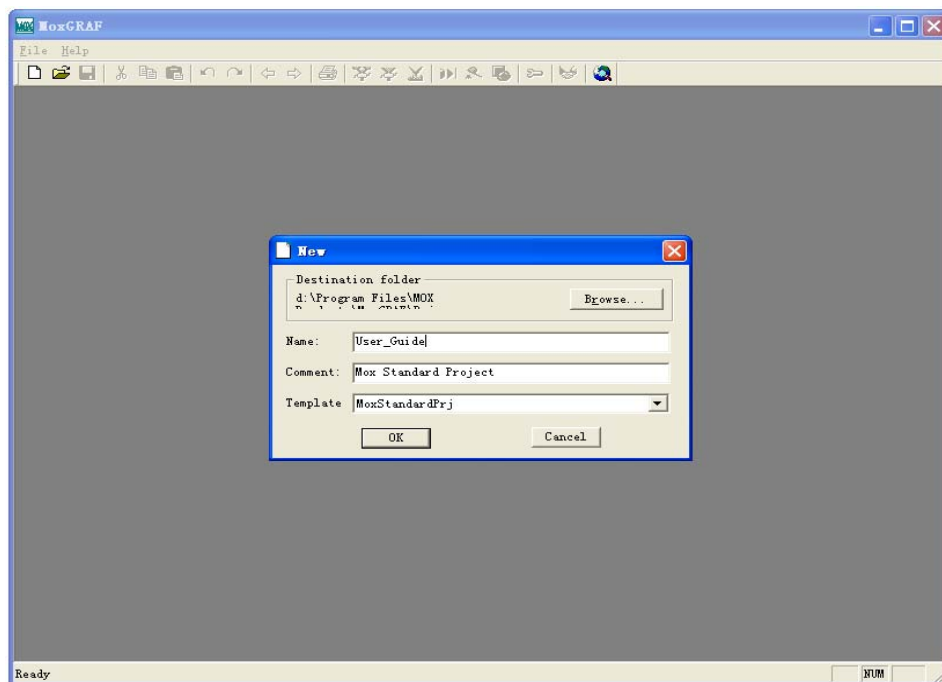 MOX MoxGRAF
File Help
New
Destination folder
d:\Program Files\MOX
Browse...
Name: User_Guide
Comment: Mox Standard Project
Template MoxStandardPrj
OK Cancel
Ready NUM